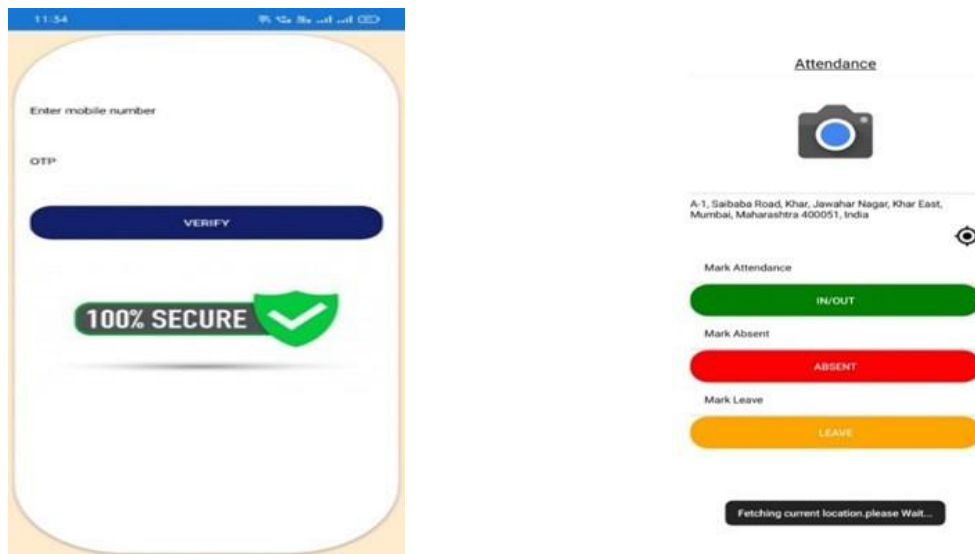 11:54
Enter mobile number
OTP
VERIFY
100% SECURE
Attendance
A-1, Saibaba Road, Khar, Jawahar Nagar, Khar East,
Mumbai, Maharashtra 400051, India
Mark Attendance
IN/OUT
Mark Absent
ABSENT
Mark Leave
LEAVE
Fetching current location.please Wait...